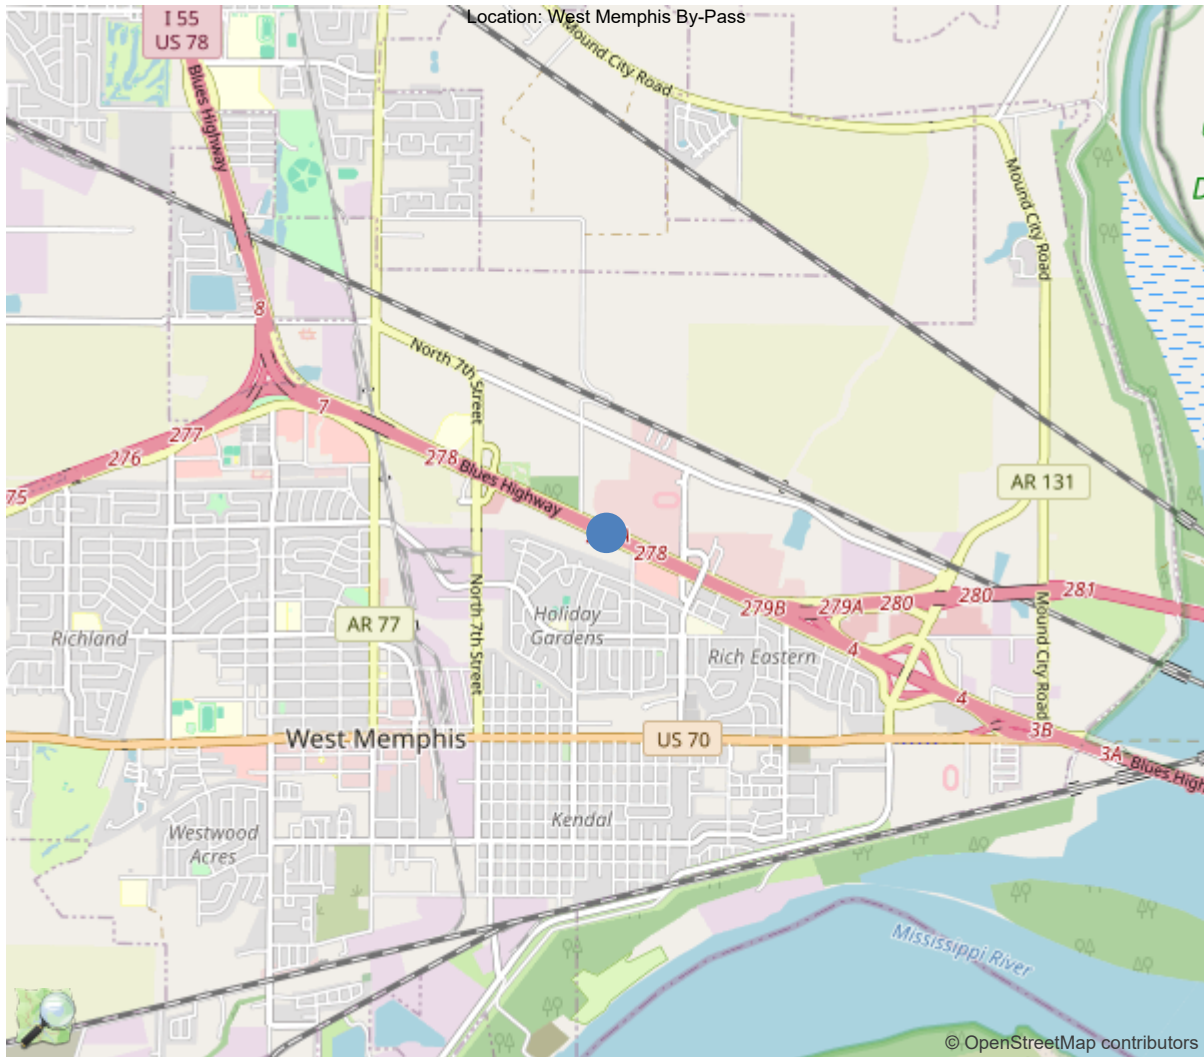 Location: West Memphis By-Pass
I 55
US 78
Mound City Road
Blues Highway
Mound City Road
8
North 7th Street
7
277
276
278
Blues Highway
75
AR 131
278
281
280
280
279A
279B
North 7th Street
Holiday
Gardens
AR 77
Richland
Mound City Road
4
Rich Eastern
4
3B
West Memphis
US 70
3A
Blues High
Kendal
Westwood
Acres
Mississippi River
© OpenStreetMap contributors